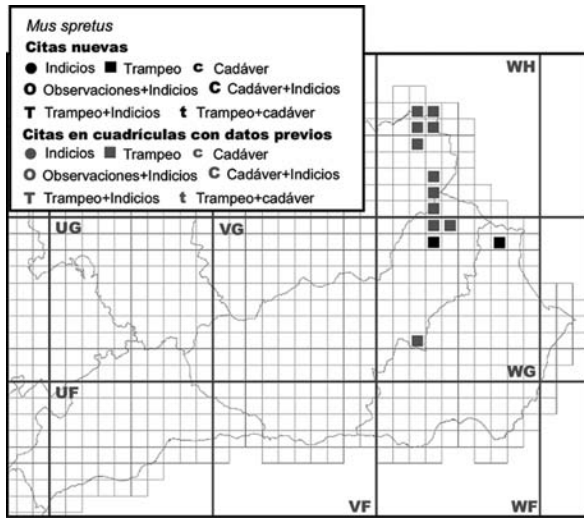 Mus spretus
Citas nuevas
● Indicios ■ Trampeo c Cadáver
O Observaciones+Indicios C Cadáver+Indicios
T Trampeo+Indicios t Trampeo+cadáver
Citas en cuadrículas con datos previos
● Indicios ■ Trampeo c Cadáver
O Observaciones+Indicios C Cadáver+Indicios
T Trampeo+Indicios t Trampeo+cadáver
WH
UG VG
WG
UF
VF WF